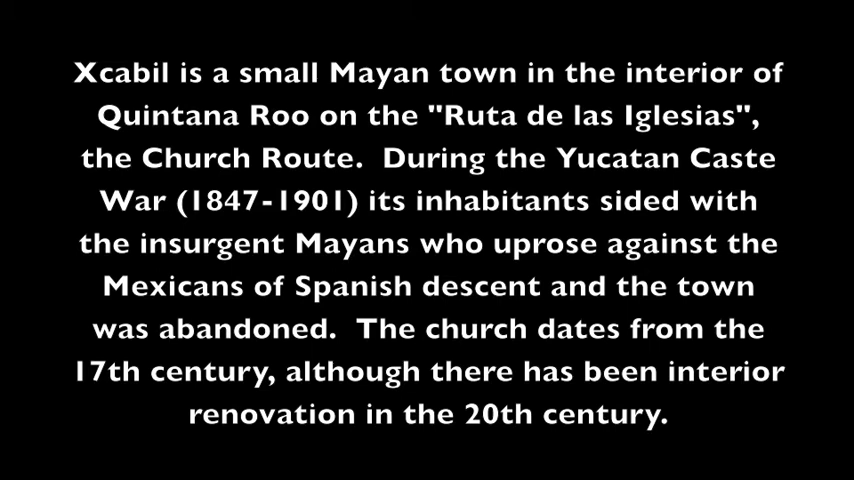 Xcabil is a small Mayan town in the interior of
Quintana Roo on the "Ruta de las Iglesias",
the Church Route.  During the Yucatan Caste
War (1847-1901) its inhabitants sided with
the insurgent Mayans who uprose against the
Mexicans of Spanish descent and the town
was abandoned.  The church dates from the
17th century, although there has been interior
renovation in the 20th century.